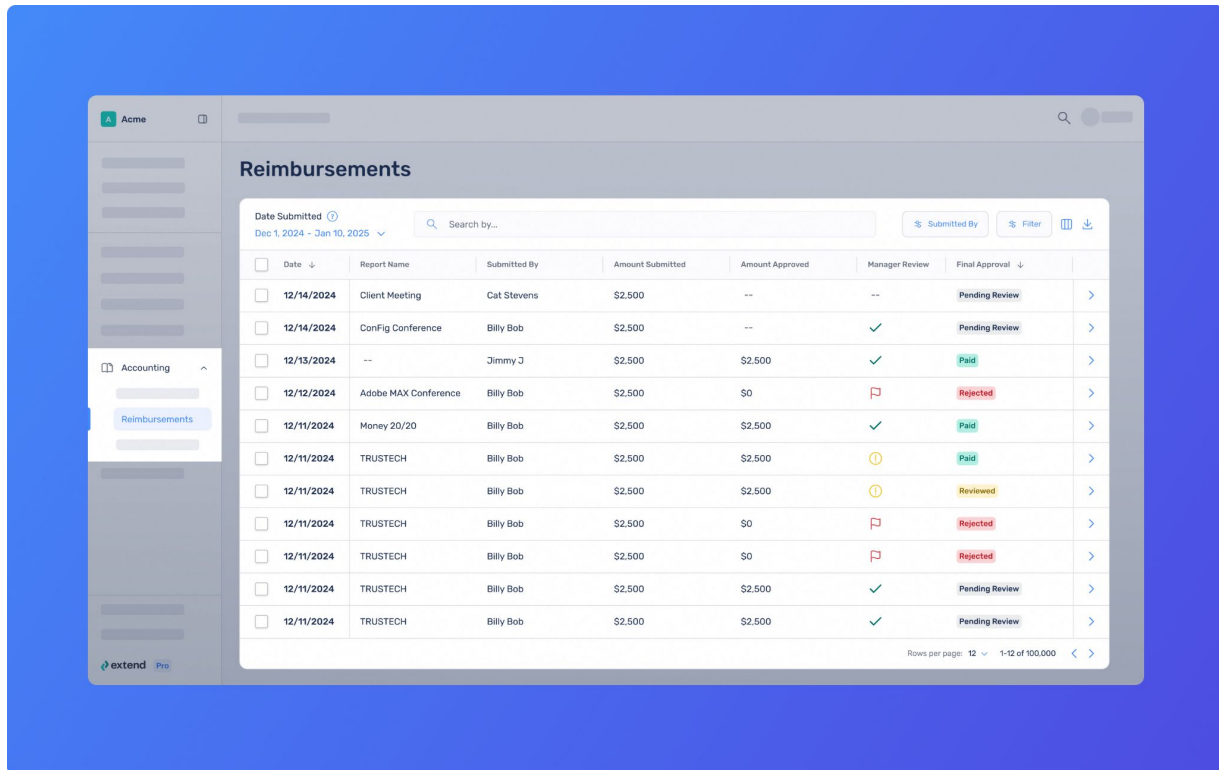 A Acme
Reimbursements
Date Submitted ?
Dec 1, 2024 - Jan 10, 2025
Search by...
Submitted By
Filter
Date ↓ Report Name Submitted By Amount Submitted Amount Approved Manager Review Final Approval ↓
12/14/2024 Client Meeting Cat Stevens $2,500 -- -- Pending Review
12/14/2024 ConFig Conference Billy Bob $2,500 -- Pending Review
12/13/2024 -- Jimmy J $2,500 $2,500 Paid
12/12/2024 Adobe MAX Conference Billy Bob $2,500 $0 Rejected
12/11/2024 Money 20/20 Billy Bob $2,500 $2,500 Paid
12/11/2024 TRUSTECH Billy Bob $2,500 $2,500 Paid
12/11/2024 TRUSTECH Billy Bob $2,500 $2,500 Reviewed
12/11/2024 TRUSTECH Billy Bob $2,500 $0 Rejected
12/11/2024 TRUSTECH Billy Bob $2,500 $0 Rejected
12/11/2024 TRUSTECH Billy Bob $2,500 $2,500 Pending Review
12/11/2024 TRUSTECH Billy Bob $2,500 $2,500 Pending Review
Rows per page: 12 1-12 of 100,000
Accounting
Reimbursements
extend Pro